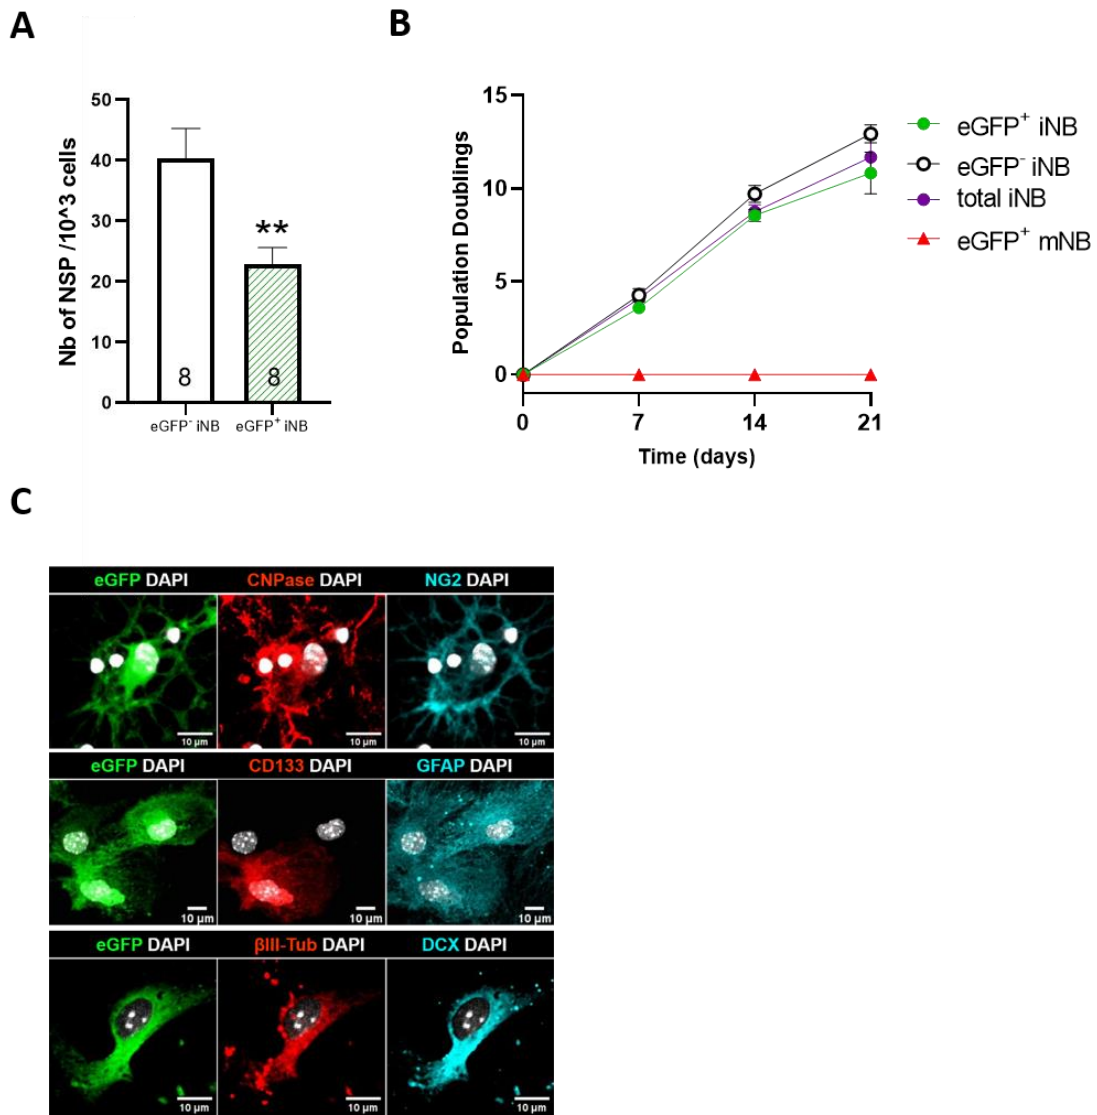 A
B
Nb of NSP /10^3 cells
50
40
30
20
10
0
**
8
8
eGFP⁻ iNB
eGFP⁺ iNB
Population Doublings
15
10
5
0
0
7
14
21
Time (days)
eGFP⁺ iNB
eGFP⁻ iNB
total iNB
eGFP⁺ mNB
C
eGFP DAPI
CNPase DAPI
NG2 DAPI
10 µm
10 µm
10 µm
eGFP DAPI
CD133 DAPI
GFAP DAPI
10 µm
10 µm
10 µm
eGFP DAPI
βIII-Tub DAPI
DCX DAPI
10 µm
10 µm
10 µm